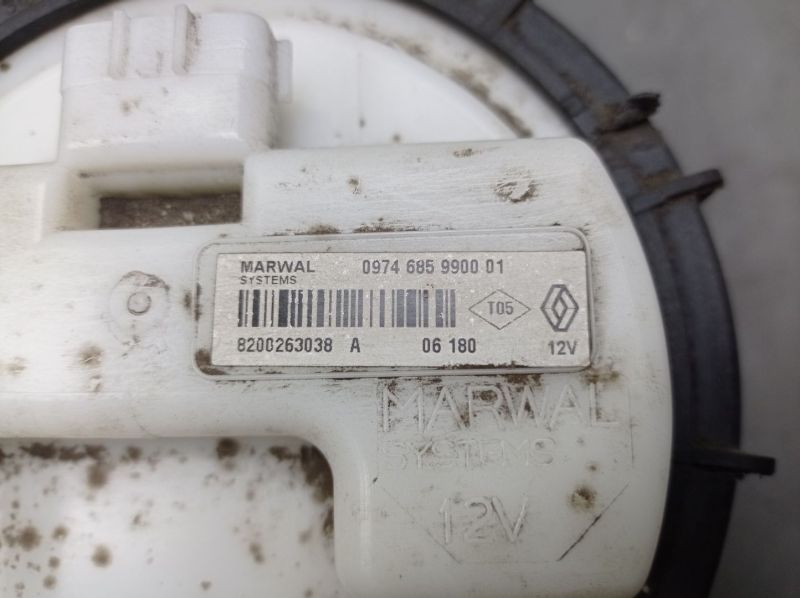 MARWAL 0974 685 9900 01
SYSTEMS
T05
8200263038 A 06 180 12V
MARWAL
SYSTEMS
12V